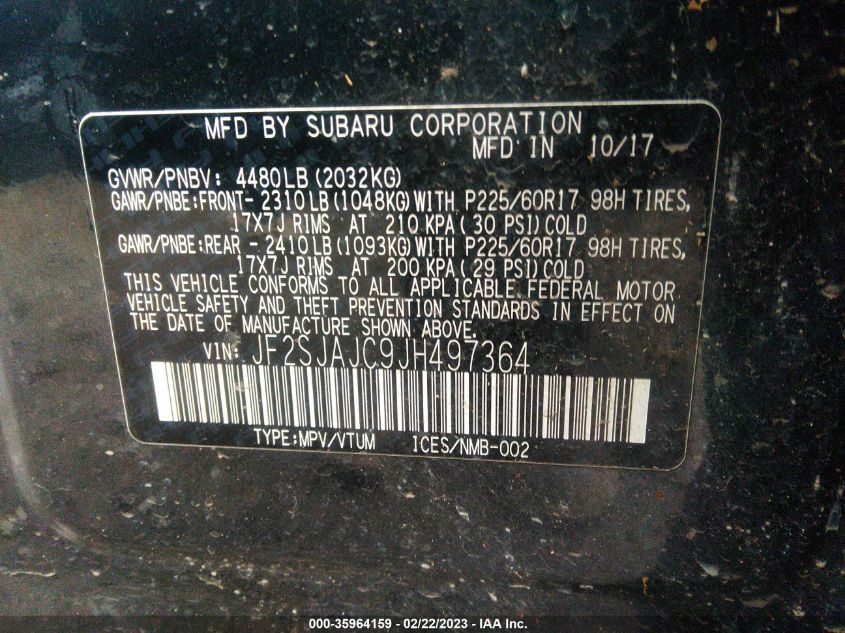 MFD BY SUBARU CORPORATION
MFD IN 10/17
GVWR/PNBV: 4480LB (2032KG)
GAWR/PNBE:FRONT- 2310 LB (1048KG) WITH P225/60R17 98H TIRES,
17X7J RIMS AT 210 KPA ( 30 PSI) COLD
GAWR/PNBE:REAR - 2410 LB (1093KG) WITH P225/60R17 98H TIRES,
17X7J RIMS AT 200 KPA (29 PSI) COLD
THIS VEHICLE CONFORMS TO ALL APPLICABLE FEDERAL MOTOR
VEHICLE SAFETY AND THEFT PREVENTION STANDARDS IN EFFECT ON
THE DATE OF MANUFACTURE SHOWN ABOVE.
VIN: JF2SJAJC9JH497364
TYPE:MPV/VTUM ICES/NMB-002
000-35964159 - 02/22/2023 - IAA Inc.